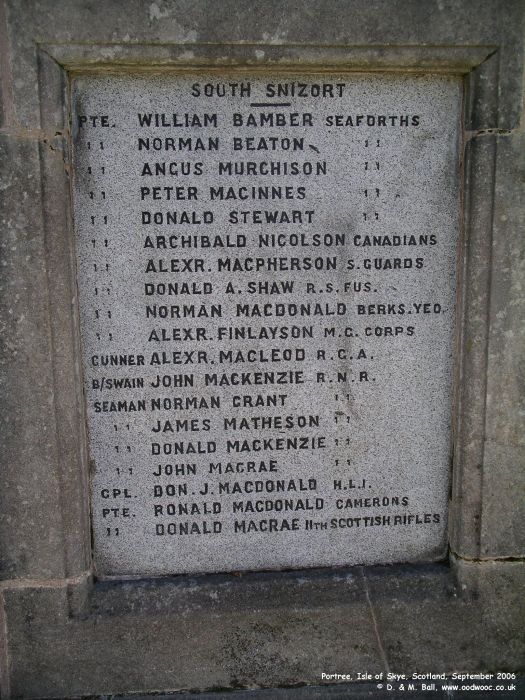 SOUTH SNIZORT
PTE. WILLIAM BAMBER SEAFORTHS
" NORMAN BEATON "
" ANGUS MURCHISON "
" PETER MACINNES "
" DONALD STEWART "
" ARCHIBALD NICOLSON CANADIANS
" ALEXR. MACPHERSON S. GUARDS
" DONALD A. SHAW R.S. FUS.
" NORMAN MACDONALD BERKS. YEO.
" ALEXR. FINLAYSON M.G. CORPS
GUNNER ALEXR. MACLEOD R.G.A.
B/SWAIN JOHN MACKENZIE R.N.R.
SEAMAN NORMAN GRANT "
" JAMES MATHESON "
" DONALD MACKENZIE "
" JOHN MACRAE "
CPL. DON. J. MACDONALD H.L.I.
PTE. RONALD MACDONALD CAMERONS
" DONALD MACRAE 11TH SCOTTISH RIFLES
Portree, Isle of Skye, Scotland, September 2006
© D. & M. Ball, www.oodwooc.co.uk